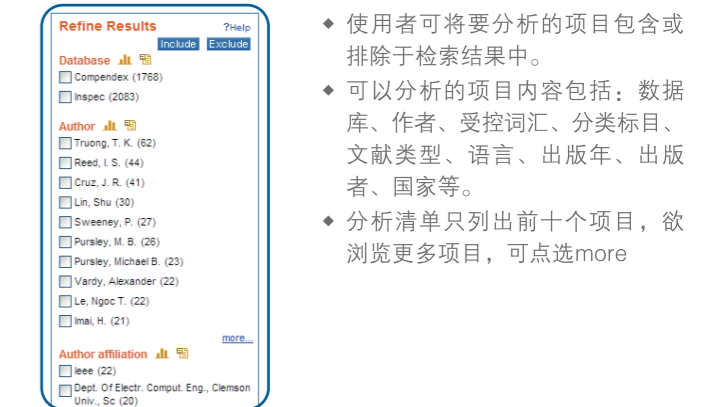 Refine Results ?Help
Include Exclude
Database
Compendex (1768)
Inspec (2083)
Author
Truong, T. K. (62)
Reed, I. S. (44)
Cruz, J. R. (41)
Lin, Shu (30)
Sweeney, P. (27)
Pursley, M. B. (26)
Pursley, Michael B. (23)
Vardy, Alexander (22)
Le, Ngoc T. (22)
Imai, H. (21)
more...
Author affiliation
Ieee (22)
Dept. Of Electr. Comput. Eng., Clemson
Univ., Sc (20)
◆ 使用者可将要分析的项目包含或
排除于检索结果中。
◆ 可以分析的项目内容包括：数据
库、作者、受控词汇、分类标目、
文献类型、语言、出版年、出版
者、国家等。
◆ 分析清单只列出前十个项目，欲
浏览更多项目，可点选more